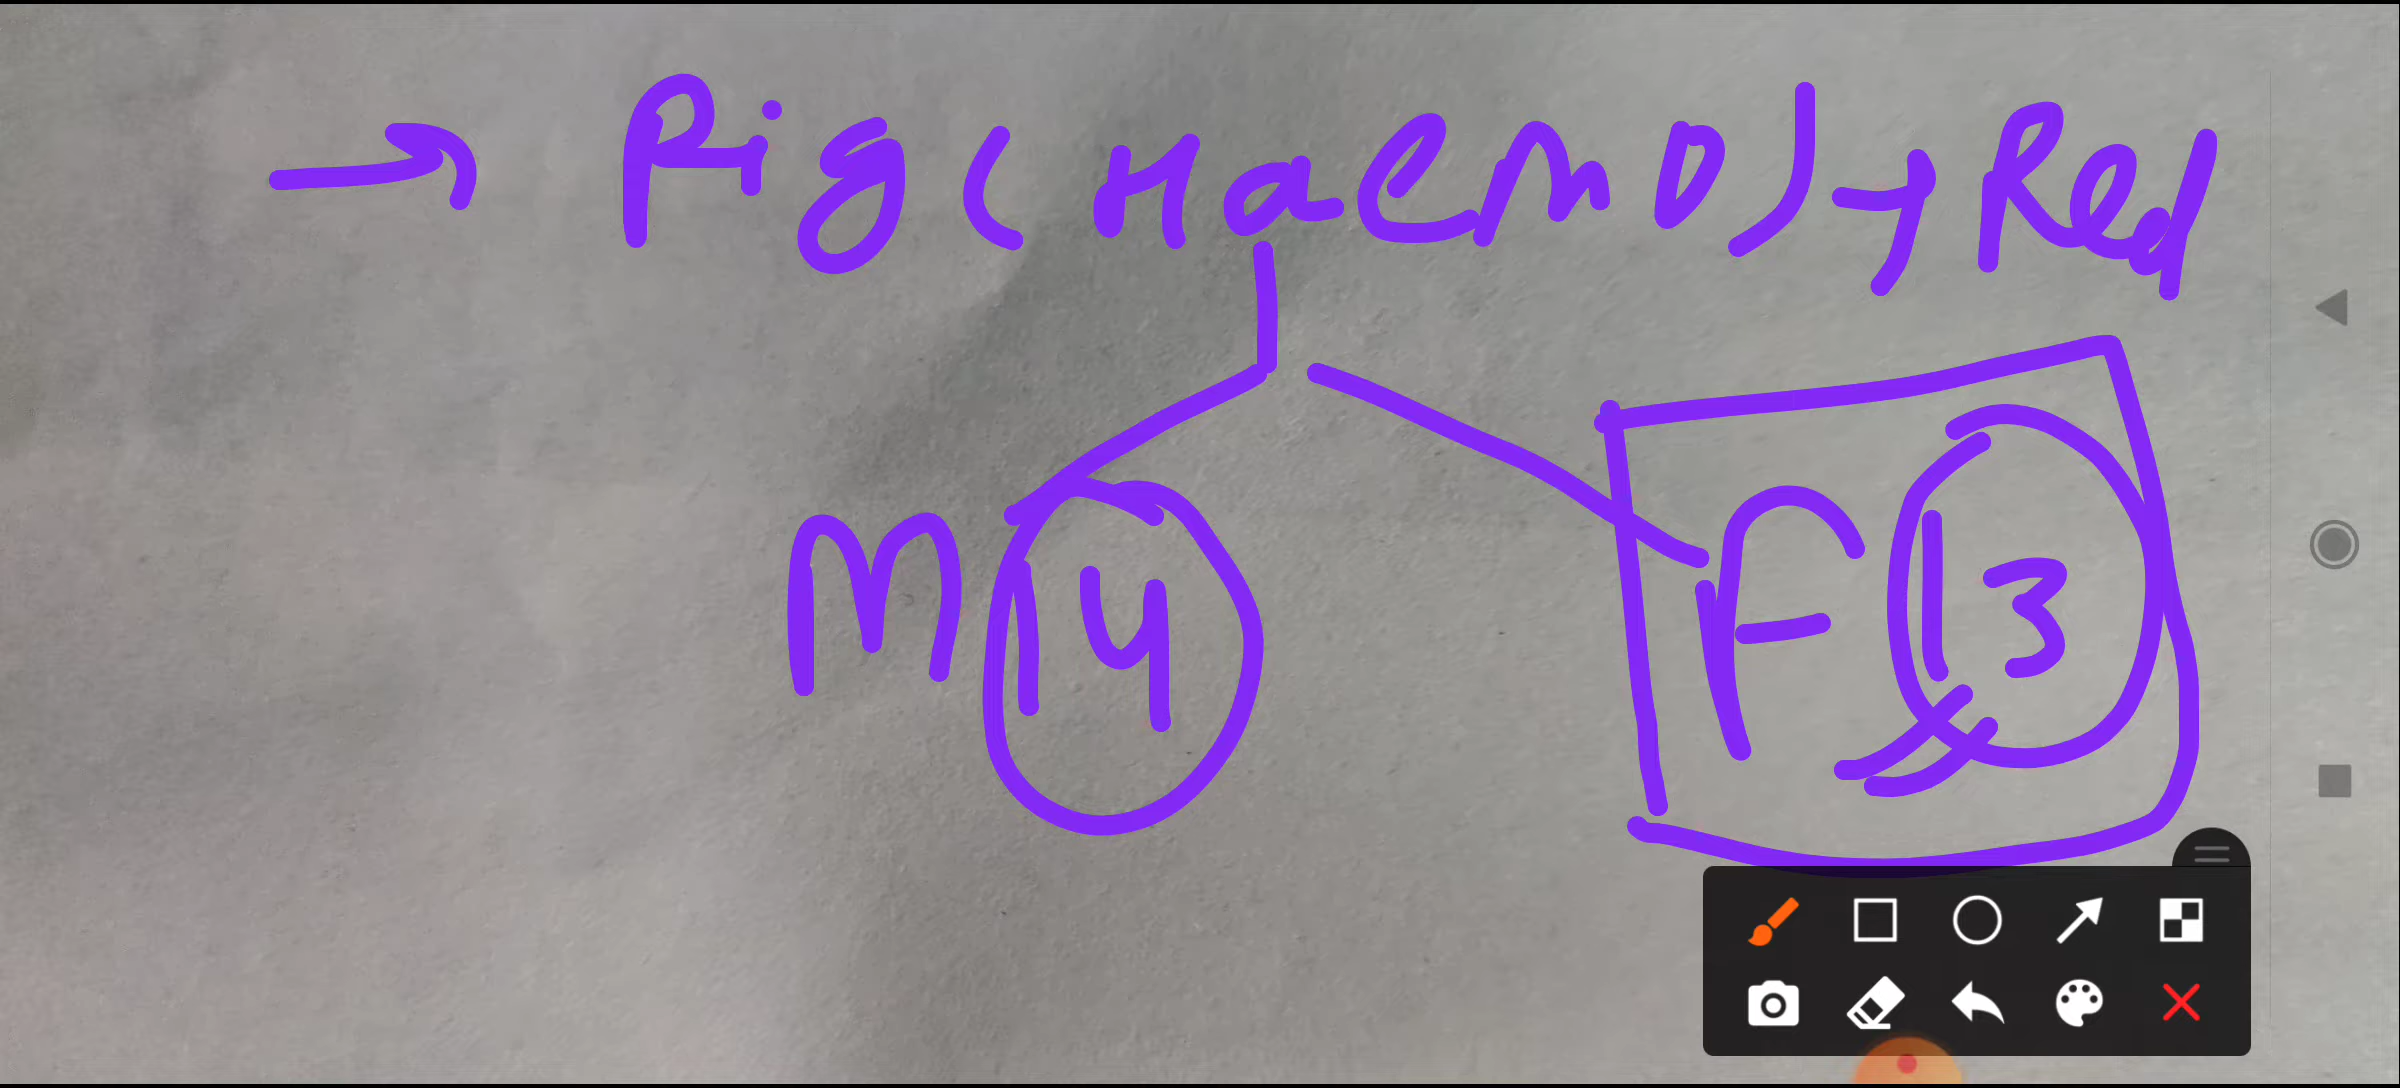 → Pig (Haemo) → Red
M 14 F 13